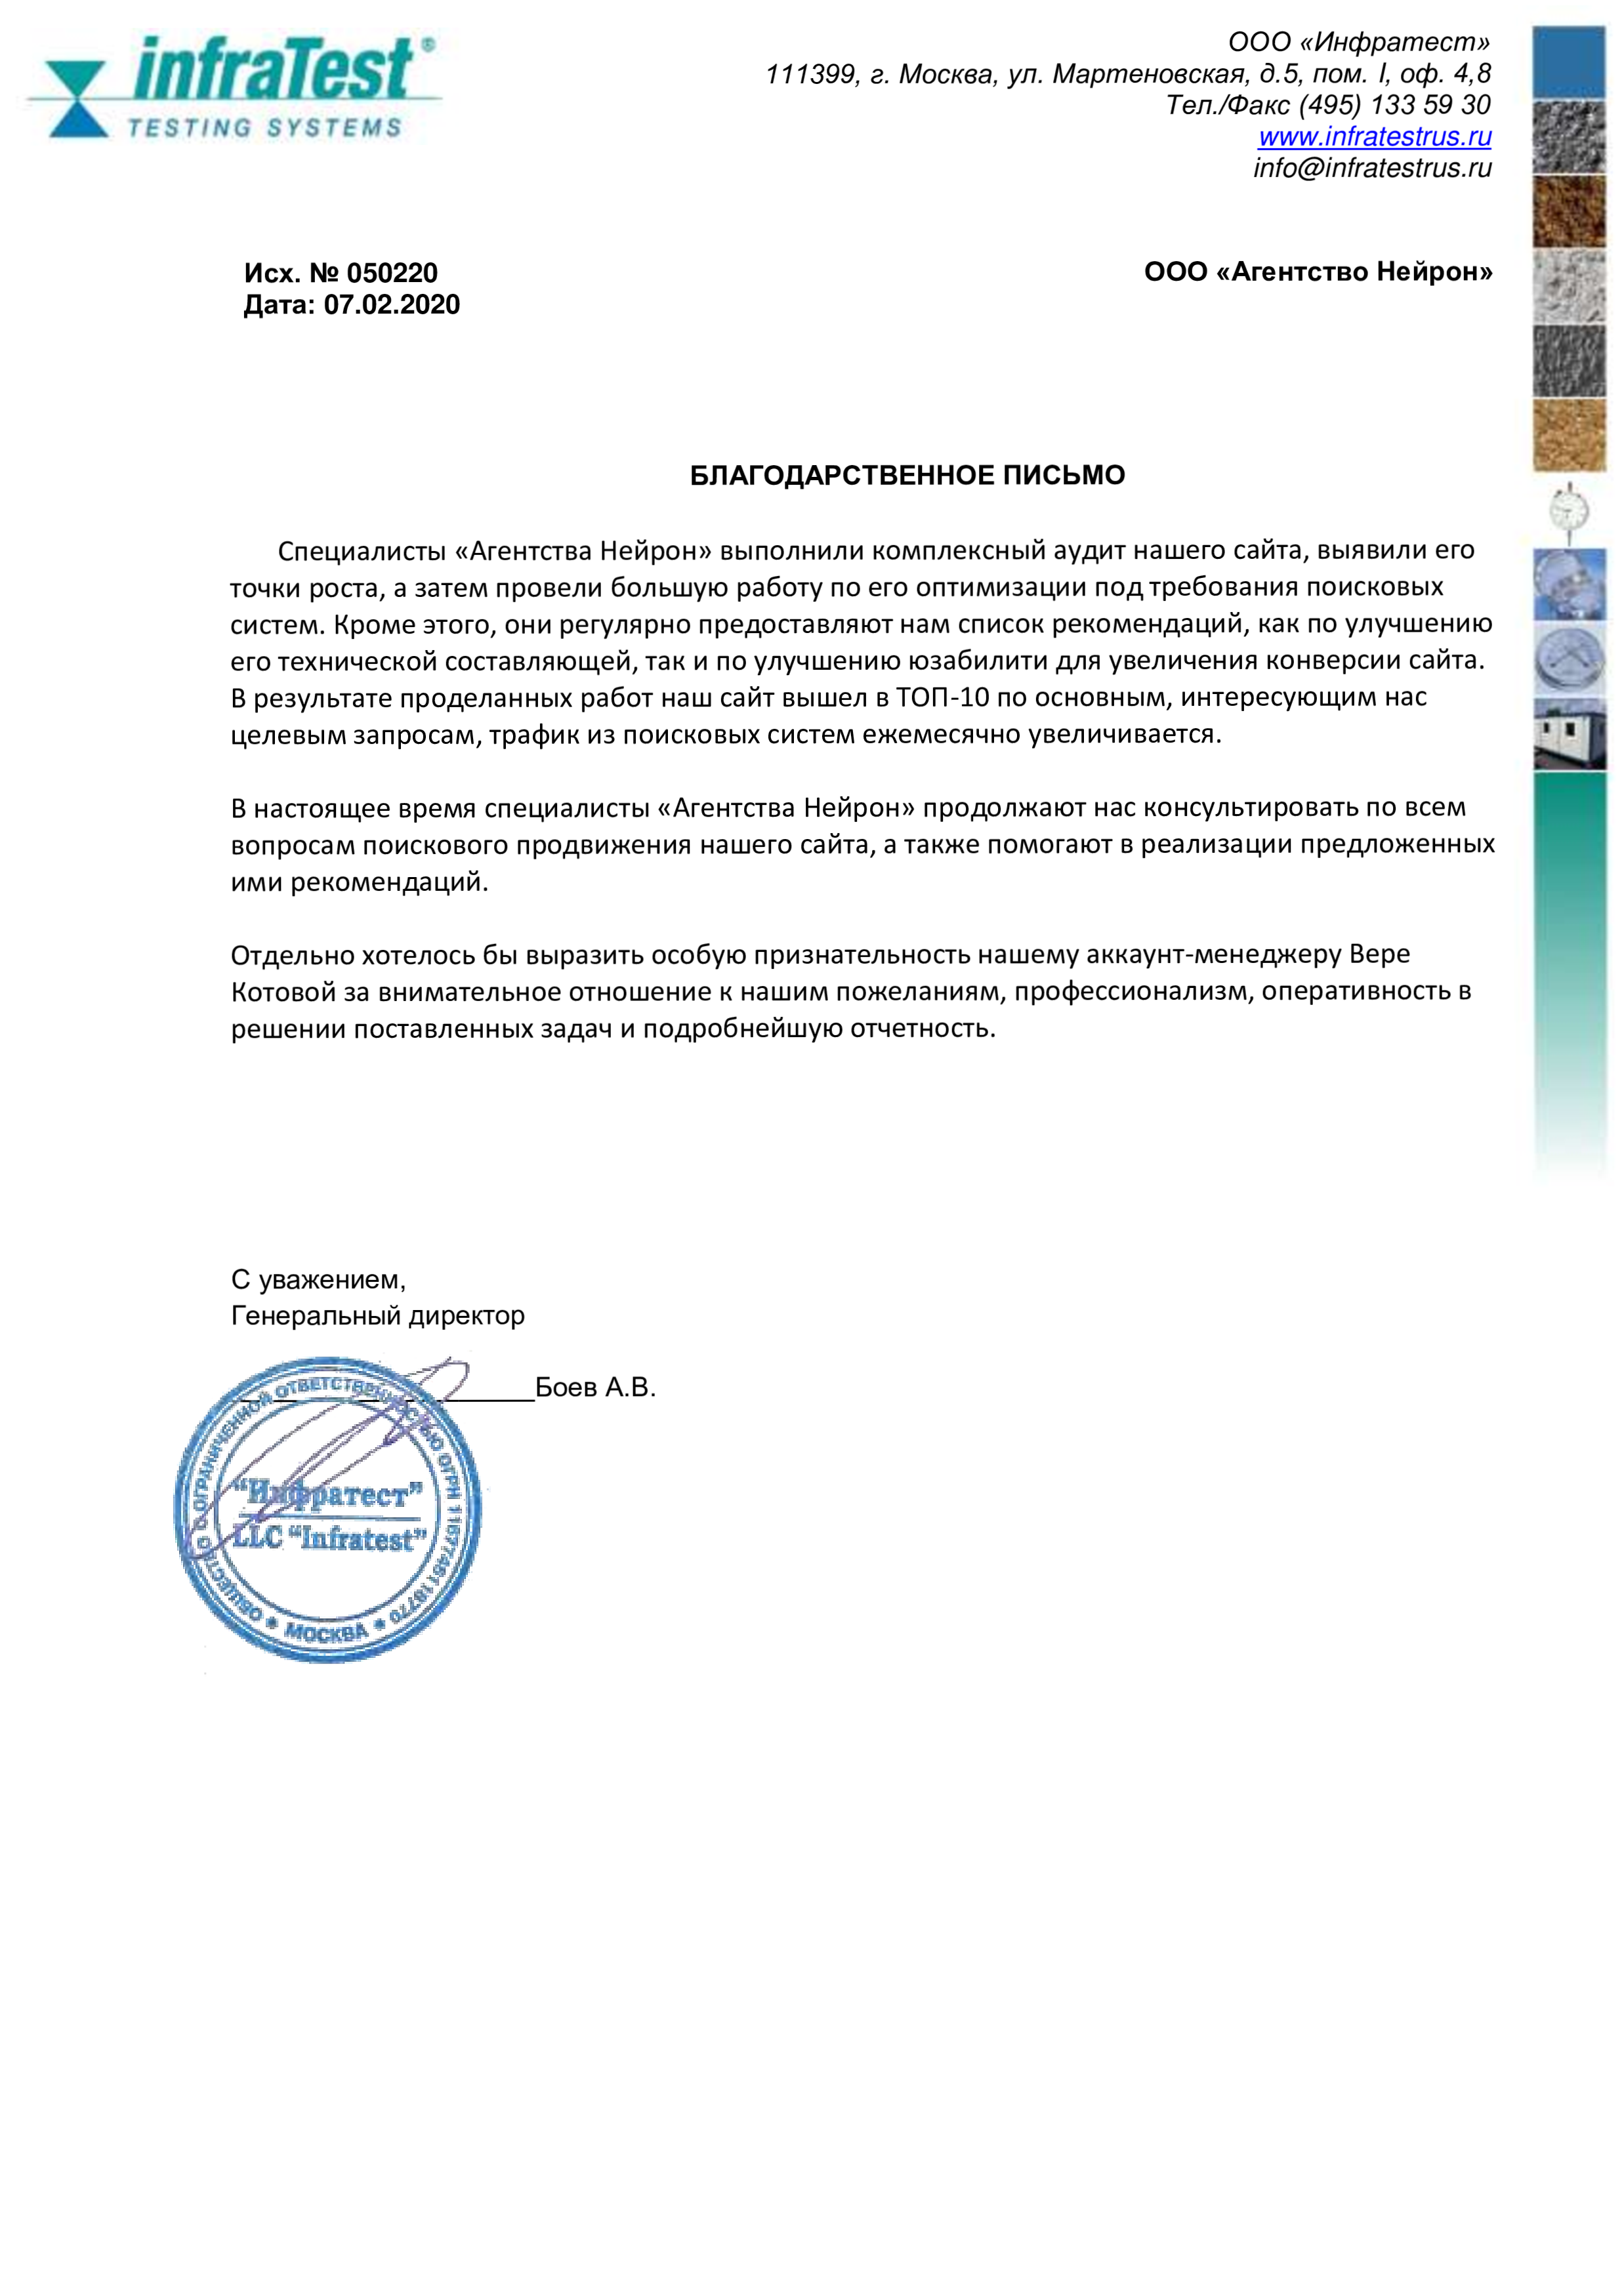 infraTest®
TESTING SYSTEMS
ООО «Инфратест»
111399, г. Москва, ул. Мартеновская, д.5, пом. I, оф. 4,8
Тел./Факс (495) 133 59 30
www.infratestrus.ru
info@infratestrus.ru
Исх. № 050220
Дата: 07.02.2020
ООО «Агентство Нейрон»
БЛАГОДАРСТВЕННОЕ ПИСЬМО
Специалисты «Агентства Нейрон» выполнили комплексный аудит нашего сайта, выявили его
точки роста, а затем провели большую работу по его оптимизации под требования поисковых
систем. Кроме этого, они регулярно предоставляют нам список рекомендаций, как по улучшению
его технической составляющей, так и по улучшению юзабилити для увеличения конверсии сайта.
В результате проделанных работ наш сайт вышел в ТОП-10 по основным, интересующим нас
целевым запросам, трафик из поисковых систем ежемесячно увеличивается.
В настоящее время специалисты «Агентства Нейрон» продолжают нас консультировать по всем
вопросам поискового продвижения нашего сайта, а также помогают в реализации предложенных
ими рекомендаций.
Отдельно хотелось бы выразить особую признательность нашему аккаунт-менеджеру Вере
Котовой за внимательное отношение к нашим пожеланиям, профессионализм, оперативность в
решении поставленных задач и подробнейшую отчетность.
С уважением,
Генеральный директор
Боев А.В.
ОБЩЕСТВО С ОГРАНИЧЕННОЙ ОТВЕТСТВЕННОСТЬЮ ОГРН
"Инфратест"
LLC "Infratest"
МОСКВА